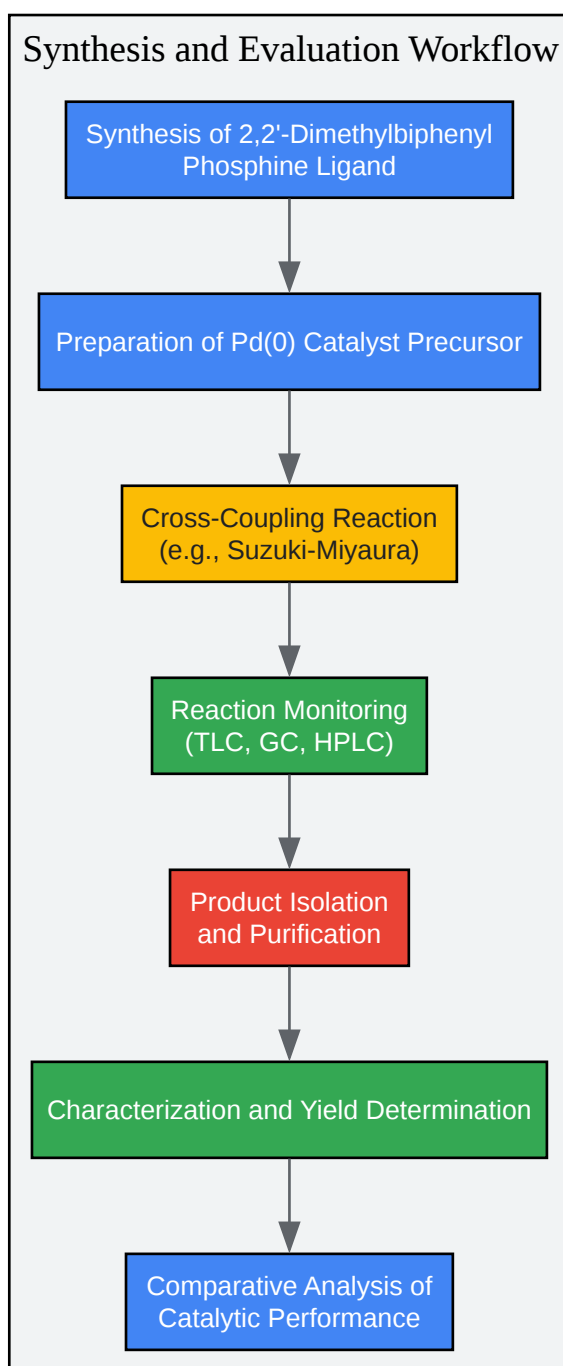 Synthesis and Evaluation Workflow
Synthesis of 2,2'-Dimethylbiphenyl
Phosphine Ligand
Preparation of Pd(0) Catalyst Precursor
Cross-Coupling Reaction
(e.g., Suzuki-Miyaura)
Reaction Monitoring
(TLC, GC, HPLC)
Product Isolation
and Purification
Characterization and Yield Determination
Comparative Analysis of
Catalytic Performance